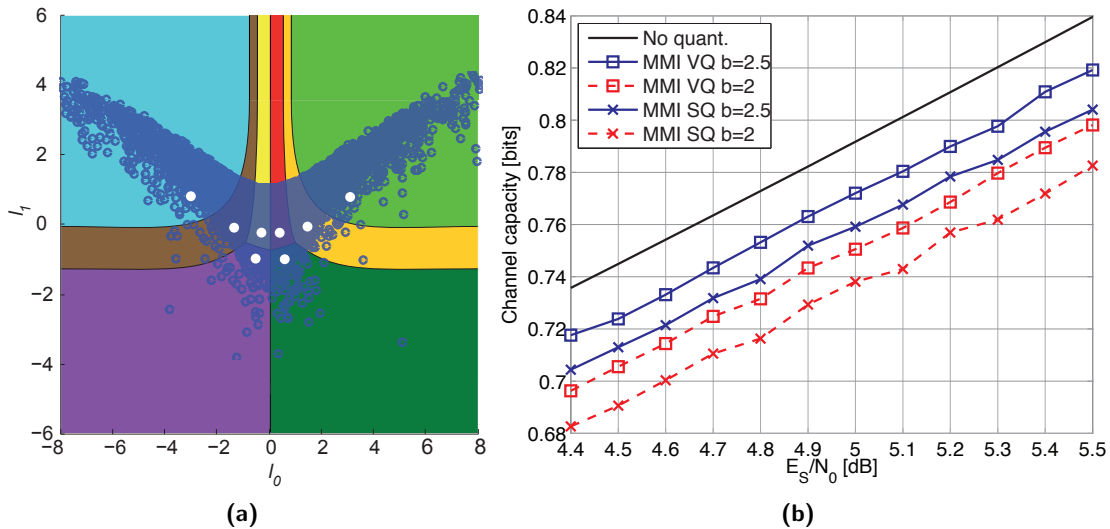 6
4
2
0
−2
−4
−6
−8
−6
−4
−2
0
2
4
6
8
l₁
l₀
(a)
0.84
0.82
0.8
0.78
0.76
0.74
0.72
0.7
0.68
4.4 4.5 4.6 4.7 4.8 4.9 5 5.1 5.2 5.3 5.4 5.5
Channel capacity [bits]
E_S/N_0 [dB]
No quant.
MMI VQ b=2.5
MMI VQ b=2
MMI SQ b=2.5
MMI SQ b=2
(b)